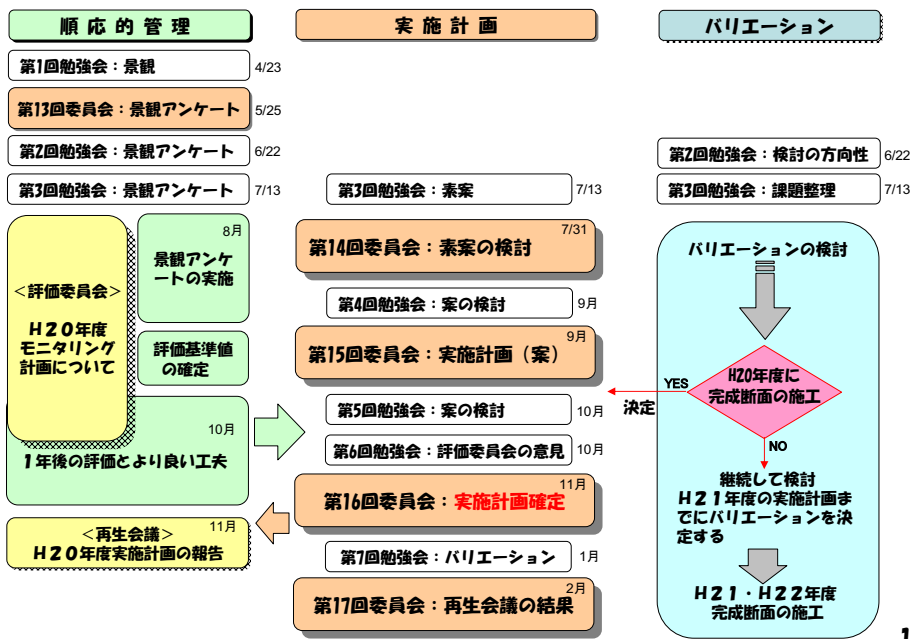 順応的管理
実施計画
バリエーション
第1回勉強会：景観
4/23
第13回委員会：景観アンケート
5/25
第2回勉強会：景観アンケート
6/22
第2回勉強会：検討の方向性
6/22
第3回勉強会：景観アンケート
7/13
第3回勉強会：素案
7/13
第3回勉強会：課題整理
7/13
＜評価委員会＞
H20年度
モニタリング
計画について
8月
景観アンケ
ートの実施
評価基準値
の確定
10月
1年後の評価とより良い工夫
＜再生会議＞
11月
H20年度実施計画の報告
7/31
第14回委員会：素案の検討
第4回勉強会：案の検討
9月
9月
第15回委員会：実施計画（案）
第5回勉強会：案の検討
10月
第6回勉強会：評価委員会の意見
10月
11月
第16回委員会：実施計画確定
第7回勉強会：バリエーション
1月
2月
第17回委員会：再生会議の結果
バリエーションの検討
H20年度に
完成断面の施工
YES
決定
NO
継続して検討
H21年度の実施計画ま
でにバリエーションを決
定する
H21・H22年度
完成断面の施工
1